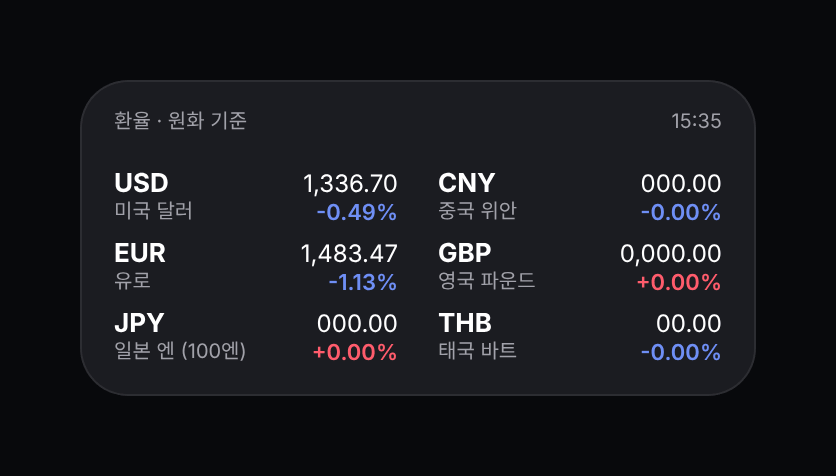 환율 · 원화 기준 15:35
USD 1,336.70
미국 달러 -0.49%
EUR 1,483.47
유로 -1.13%
JPY 000.00
일본 엔 (100엔) +0.00%
CNY 000.00
중국 위안 -0.00%
GBP 0,000.00
영국 파운드 +0.00%
THB 00.00
태국 바트 -0.00%